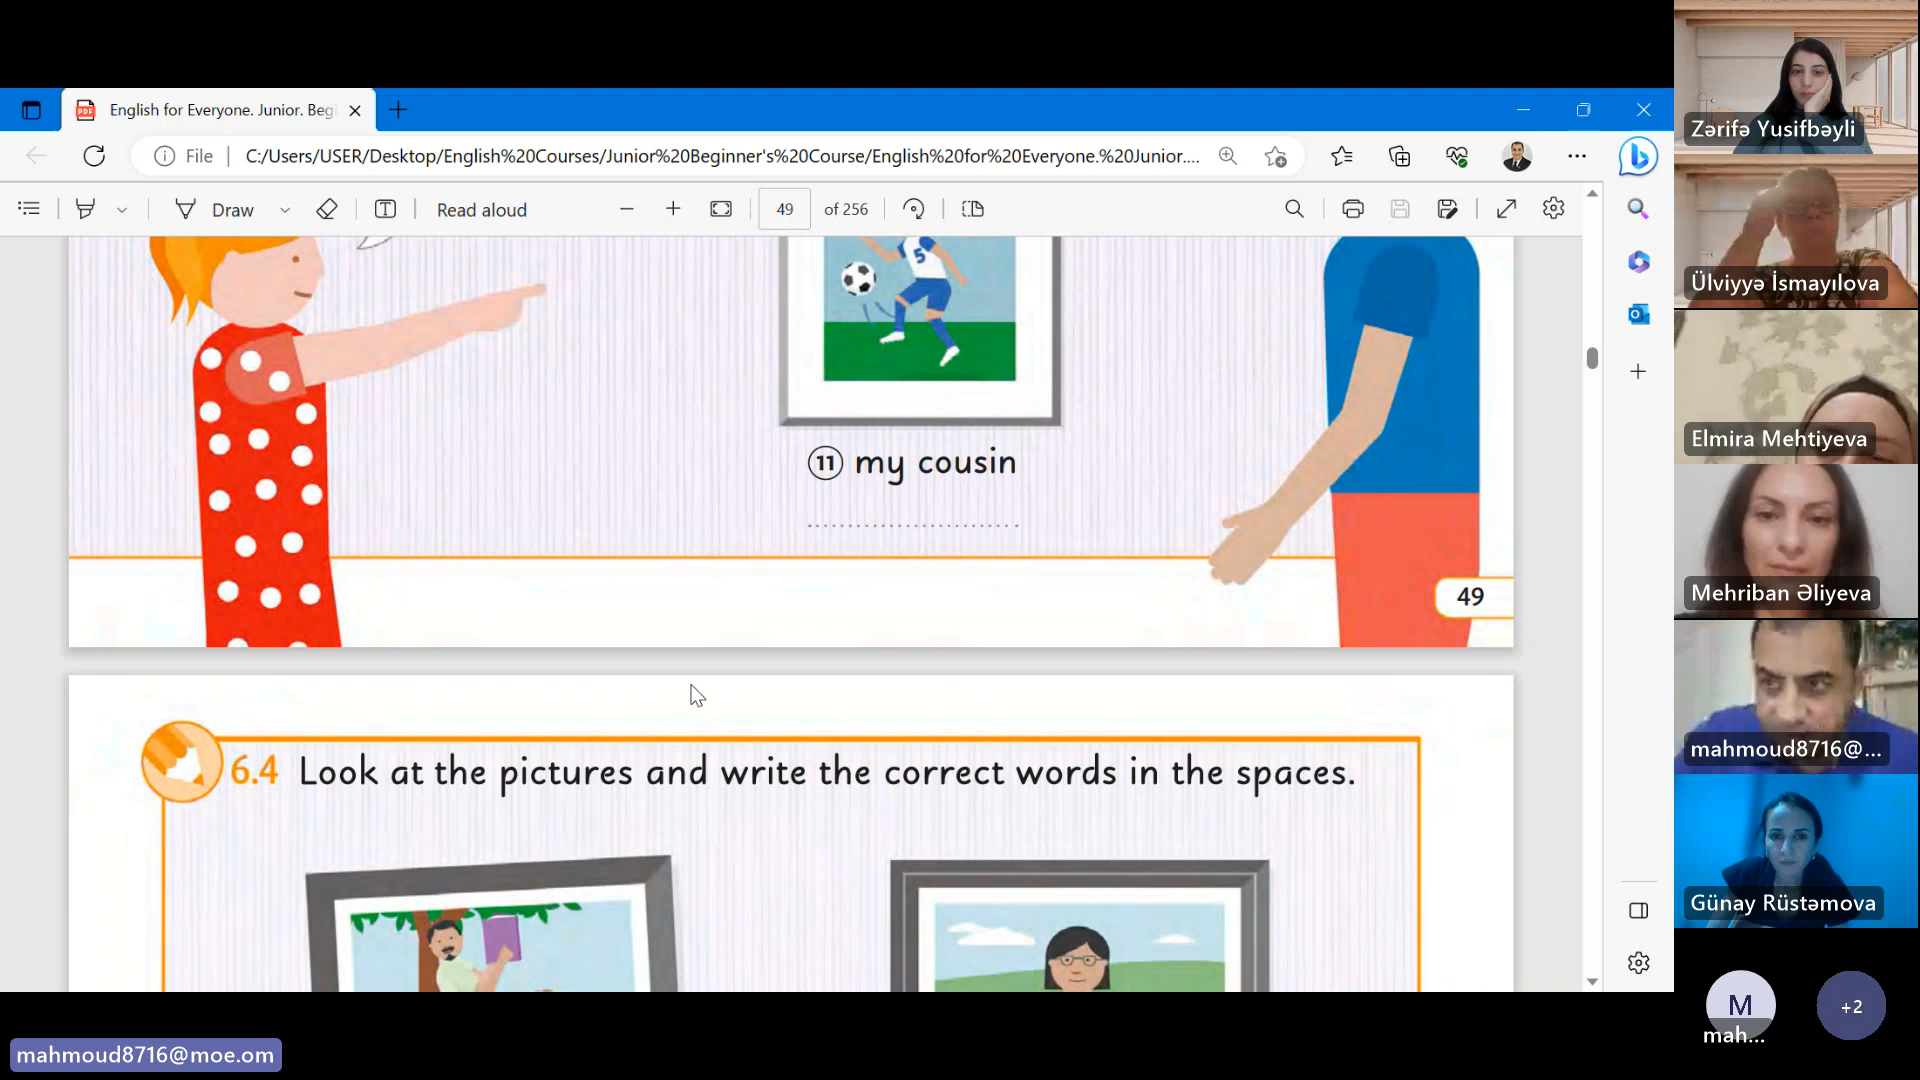 English for Everyone. Junior. Beg
File
C:/Users/USER/Desktop/English%20Courses/Junior%20Beginner's%20Course/English%20for%20Everyone.%20Junior....
Draw
Read aloud
49
of 256
5
11 my cousin
49
6.4 Look at the pictures and write the correct words in the spaces.
Zərifə Yusifbəyli
Ülviyyə İsmayılova
Elmira Mehtiyeva
Mehriban Əliyeva
mahmoud8716@...
Günay Rüstəmova
M
mah...
+2
mahmoud8716@moe.om